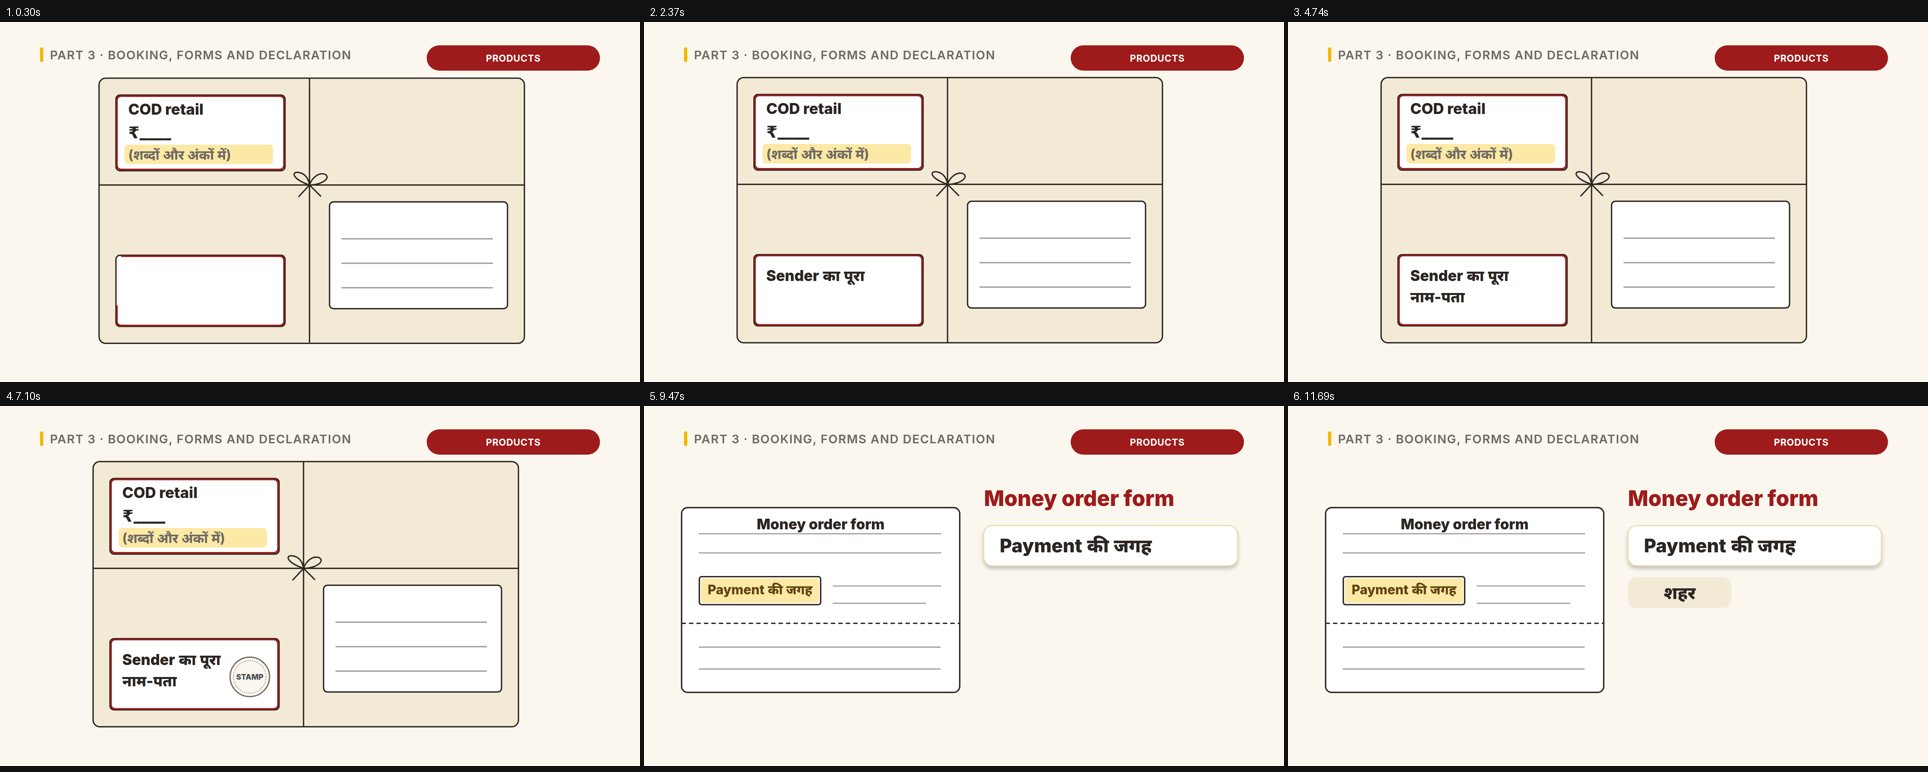 1. 0.30s
PART 3 · BOOKING, FORMS AND DECLARATION
PRODUCTS
COD retail
₹____
(शब्दों और अंकों में)
2. 2.37s
PART 3 · BOOKING, FORMS AND DECLARATION
PRODUCTS
COD retail
₹____
(शब्दों और अंकों में)
Sender का पूरा
3. 4.74s
PART 3 · BOOKING, FORMS AND DECLARATION
PRODUCTS
COD retail
₹____
(शब्दों और अंकों में)
Sender का पूरा
नाम-पता
4. 7.10s
PART 3 · BOOKING, FORMS AND DECLARATION
PRODUCTS
COD retail
₹____
(शब्दों और अंकों में)
Sender का पूरा
नाम-पता
STAMP
5. 9.47s
PART 3 · BOOKING, FORMS AND DECLARATION
PRODUCTS
Money order form
Money order form
Payment की जगह
Payment की जगह
6. 11.69s
PART 3 · BOOKING, FORMS AND DECLARATION
PRODUCTS
Money order form
Money order form
Payment की जगह
Payment की जगह
शहर